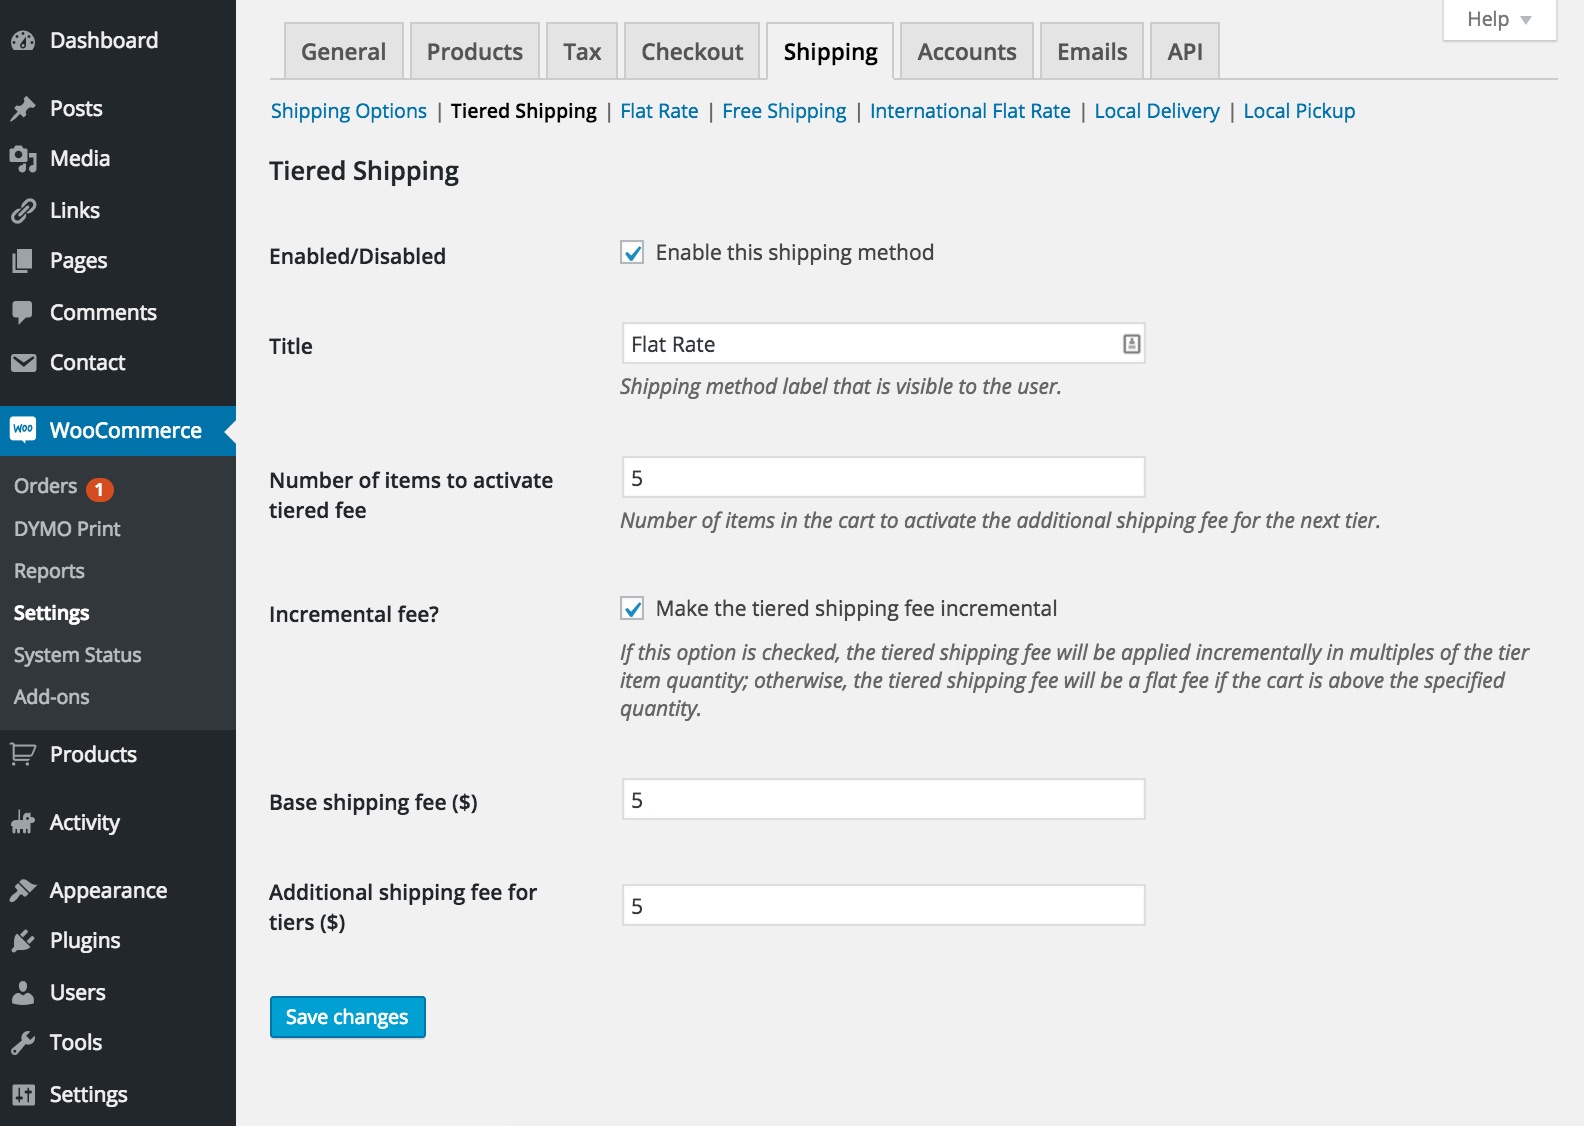 Dashboard
Posts
Media
Links
Pages
Comments
Contact
Woo WooCommerce
Orders 1
DYMO Print
Reports
Settings
System Status
Add-ons
Products
Activity
Appearance
Plugins
Users
Tools
Settings
Help
General Products Tax Checkout Shipping Accounts Emails API
Shipping Options | Tiered Shipping | Flat Rate | Free Shipping | International Flat Rate | Local Delivery | Local Pickup
Tiered Shipping
Enabled/Disabled
Enable this shipping method
Title
Flat Rate
Shipping method label that is visible to the user.
Number of items to activate
tiered fee
5
Number of items in the cart to activate the additional shipping fee for the next tier.
Incremental fee?
Make the tiered shipping fee incremental
If this option is checked, the tiered shipping fee will be applied incrementally in multiples of the tier
item quantity; otherwise, the tiered shipping fee will be a flat fee if the cart is above the specified
quantity.
Base shipping fee ($)
5
Additional shipping fee for
tiers ($)
5
Save changes